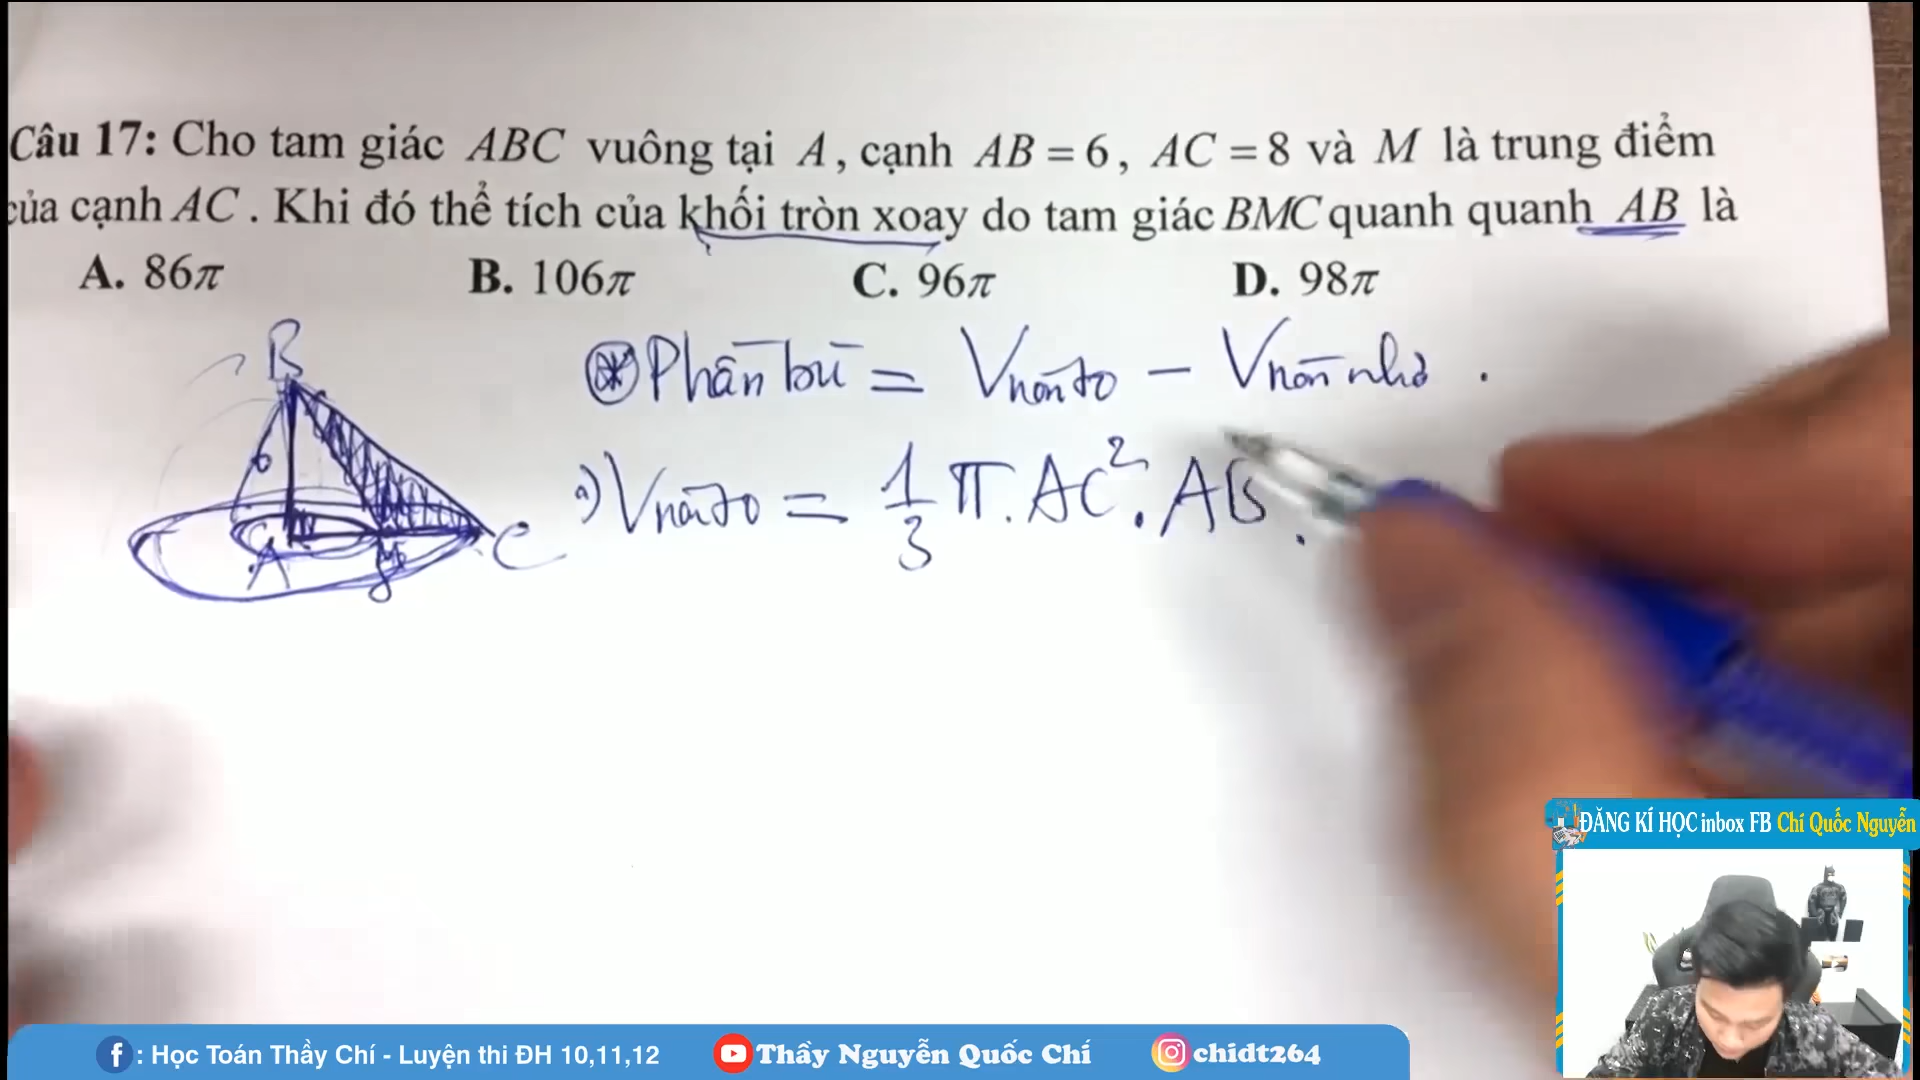 Câu 17: Cho tam giác ABC vuông tại A, cạnh AB = 6, AC = 8 và M là trung điểm
của cạnh AC. Khi đó thể tích của khối tròn xoay do tam giác BMC quanh quanh AB là
A. 86π B. 106π C. 96π D. 98π
B
⊛ Phần bù = Vnón to − Vnón nhỏ.
6
a) Vnón to = 1/3 π.AC².AB.
A M C
ĐĂNG KÍ HỌC inbox FB Chí Quốc Nguyễn
f : Học Toán Thầy Chí - Luyện thi ĐH 10,11,12 Thầy Nguyễn Quốc Chí chidt264